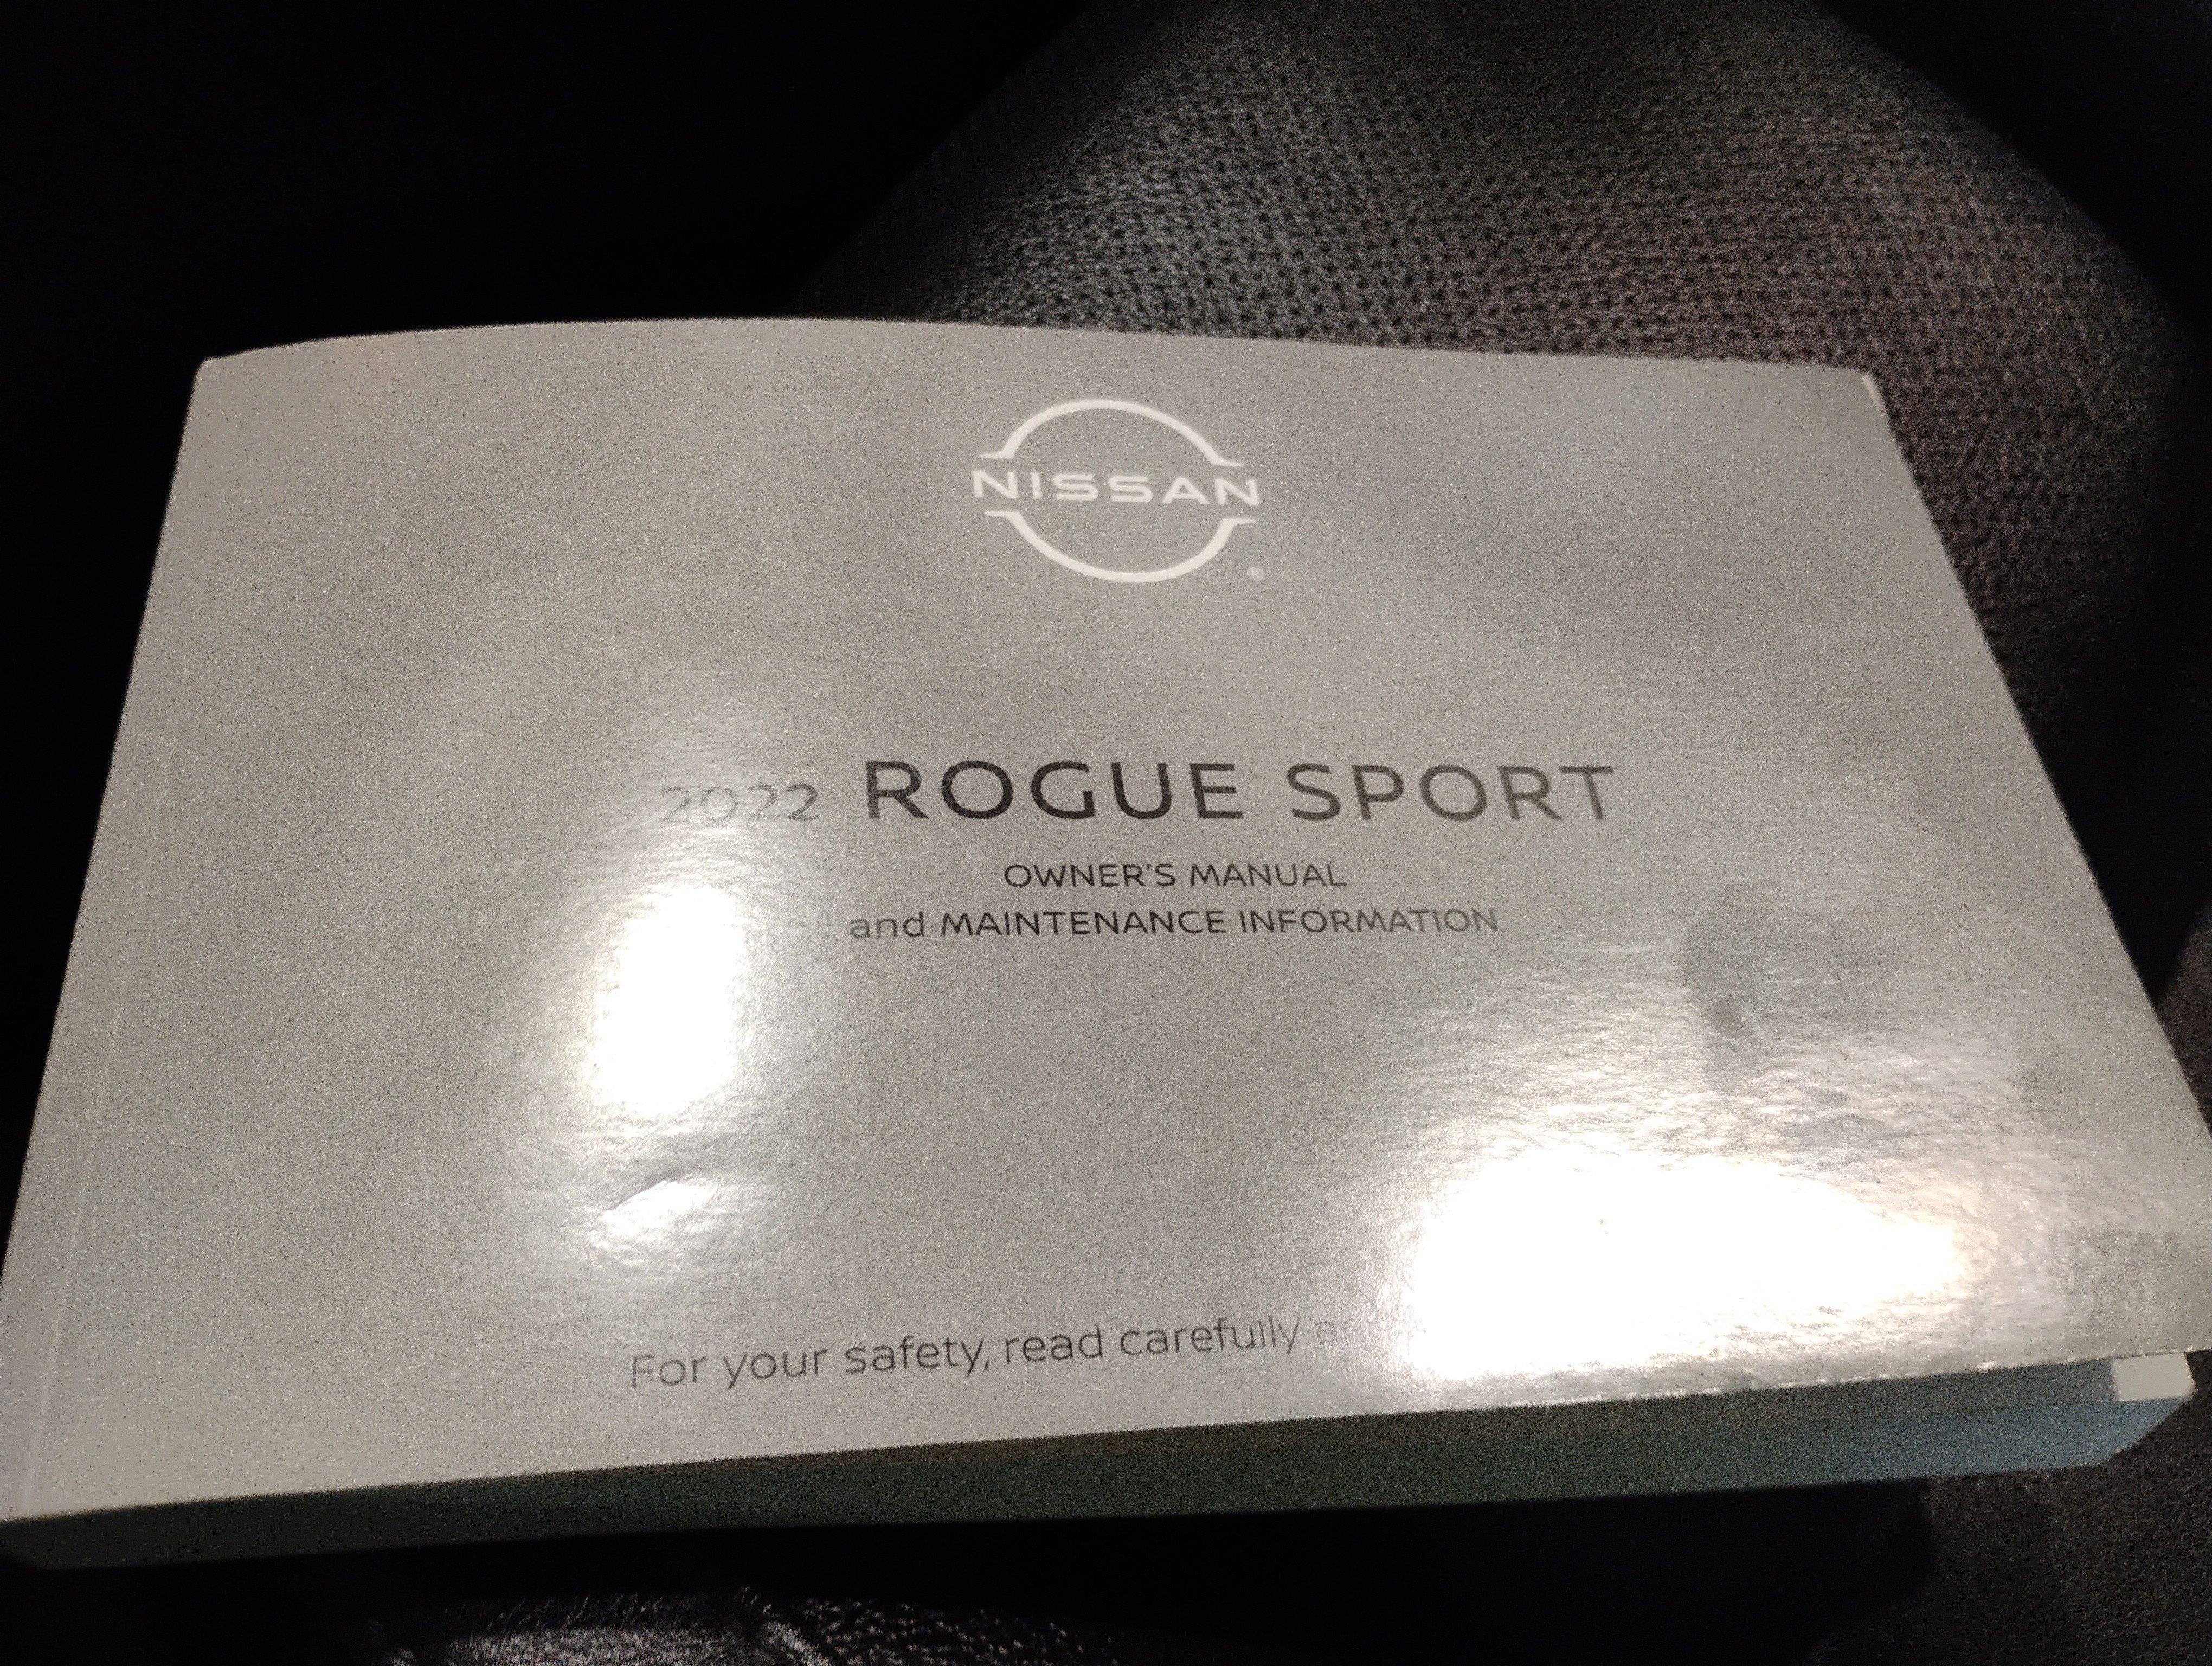 NISSAN
®
2022 ROGUE SPORT
OWNER'S MANUAL
and MAINTENANCE INFORMATION
For your safety, read carefully